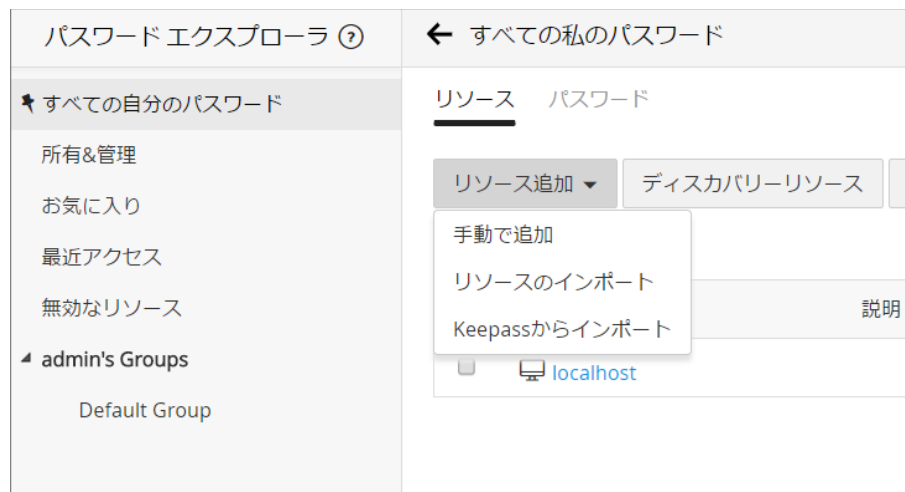 パスワード エクスプローラ ?
すべての自分のパスワード
所有&管理
お気に入り
最近アクセス
無効なリソース
admin's Groups
Default Group
すべての私のパスワード
リソース パスワード
リソース追加 ディスカバリーリソース
手動で追加
リソースのインポート
Keepassからインポート
説明
localhost